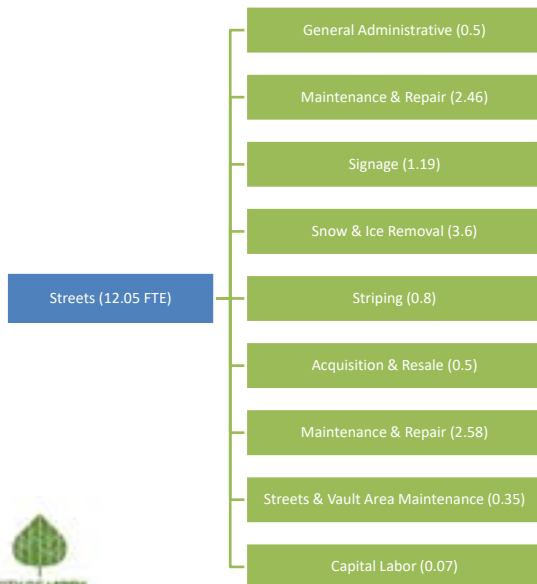 General Administrative (0.5)
Maintenance & Repair (2.46)
Signage (1.19)
Snow & Ice Removal (3.6)
Streets (12.05 FTE)
Striping (0.8)
Acquisition & Resale (0.5)
Maintenance & Repair (2.58)
Streets & Vault Area Maintenance (0.35)
Capital Labor (0.07)